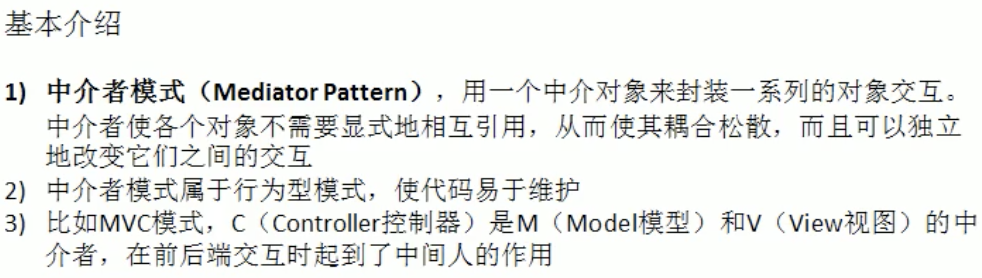 基本介绍
1) 中介者模式（Mediator Pattern），用一个中介对象来封装一系列的对象交互。
中介者使各个对象不需要显式地相互引用，从而使其耦合松散，而且可以独立
地改变它们之间的交互
2) 中介者模式属于行为型模式，使代码易于维护
3) 比如MVC模式，C（Controller控制器）是M（Model模型）和V（View视图）的中
介者，在前后端交互时起到了中间人的作用